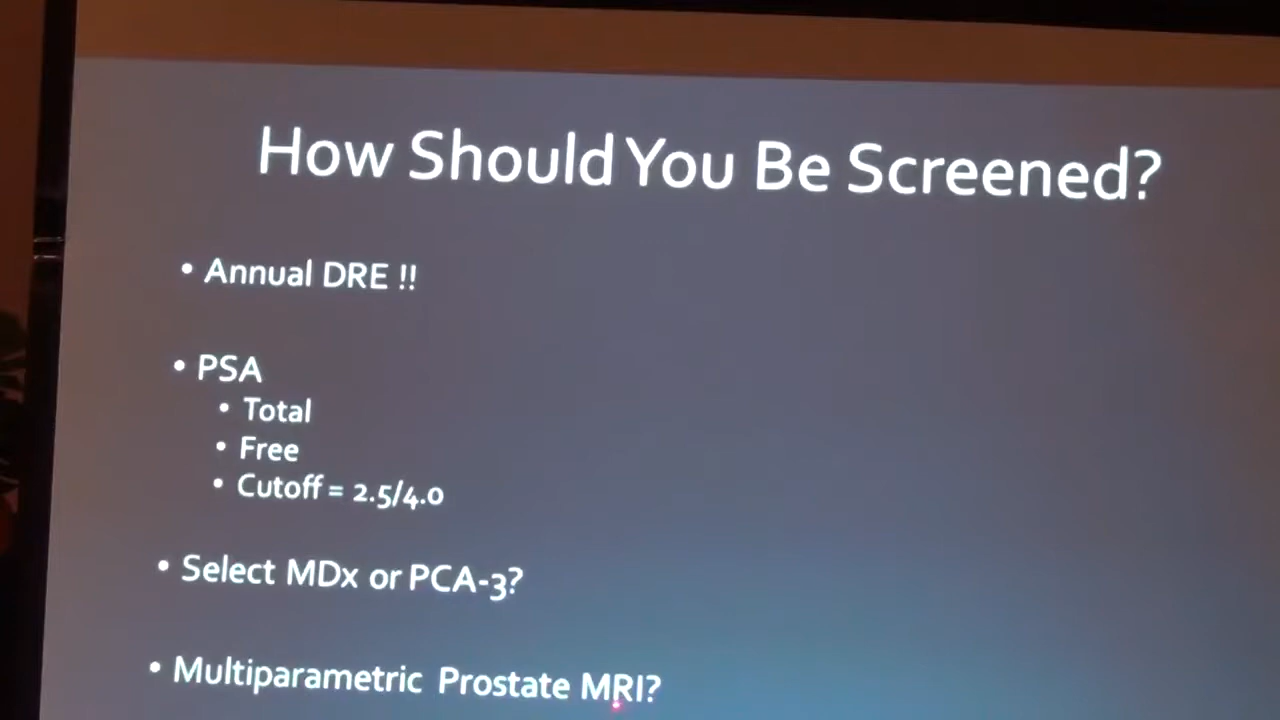 How Should You Be Screened?
• Annual DRE !!
• PSA
• Total
• Free
• Cutoff = 2.5/4.0
• Select MDx or PCA-3?
• Multiparametric Prostate MRI?